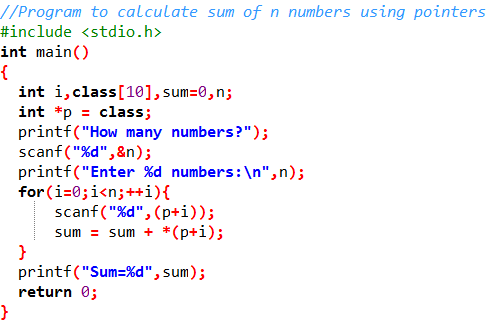 //Program to calculate sum of n numbers using pointers
#include <stdio.h>
int main()
{
  int i,class[10],sum=0,n;
  int *p = class;
  printf("How many numbers?");
  scanf("%d",&n);
  printf("Enter %d numbers:\n",n);
  for(i=0;i<n;++i){
      scanf("%d",(p+i));
      sum = sum + *(p+i);
  }
  printf("Sum=%d",sum);
  return 0;
}